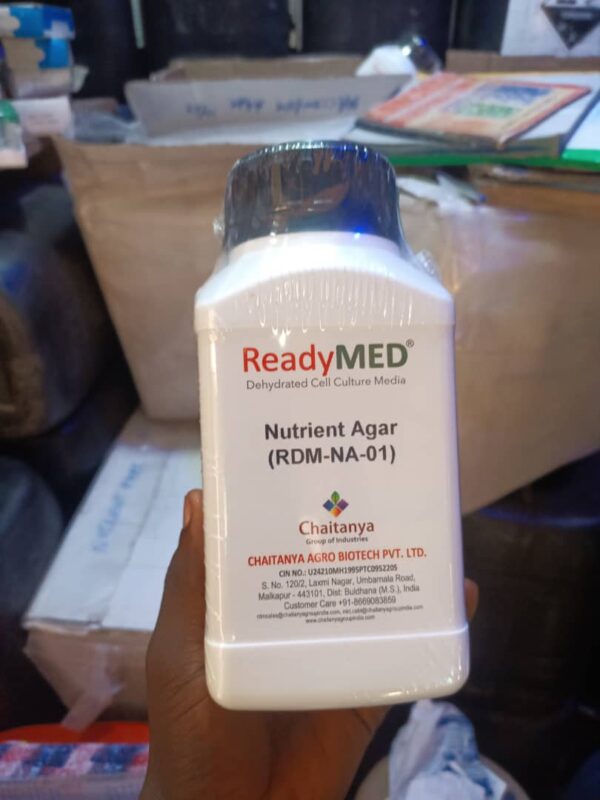 ReadyMED®
Dehydrated Cell Culture Media
Nutrient Agar
(RDM-NA-01)
Chaitanya
Group of Industries
CHAITANYA AGRO BIOTECH PVT. LTD.
CIN NO.: U24210MH1995PTC0952205
S. No. 120/2, Laxmi Nagar, Umbarnala Road,
Malkapur - 443101, Dist: Buldhana (M.S.), India
Customer Care +91-8669083859
www.chaitanyagroupindia.com